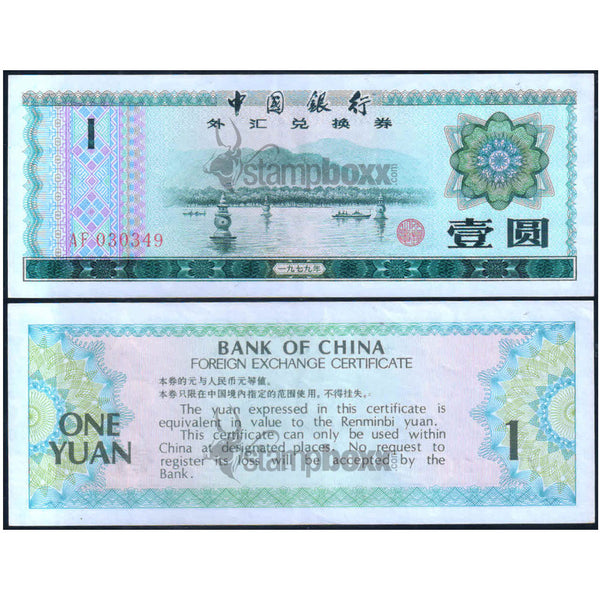 中国银行
外汇兑换券
1
stampboxx.com
AF 030349
壹圆
一九七九年
BANK OF CHINA
FOREIGN EXCHANGE CERTIFICATE
本券的元与人民币元等值。
本券只限在中国境内指定的范围使用。不得挂失。
ONE
YUAN
The yuan expressed in this certificate is
equivalent in value to the Renminbi yuan.
This certificate can only be used within
China at designated places. No request to
register its loss will be accepted by the
Bank.
1
stampboxx.com